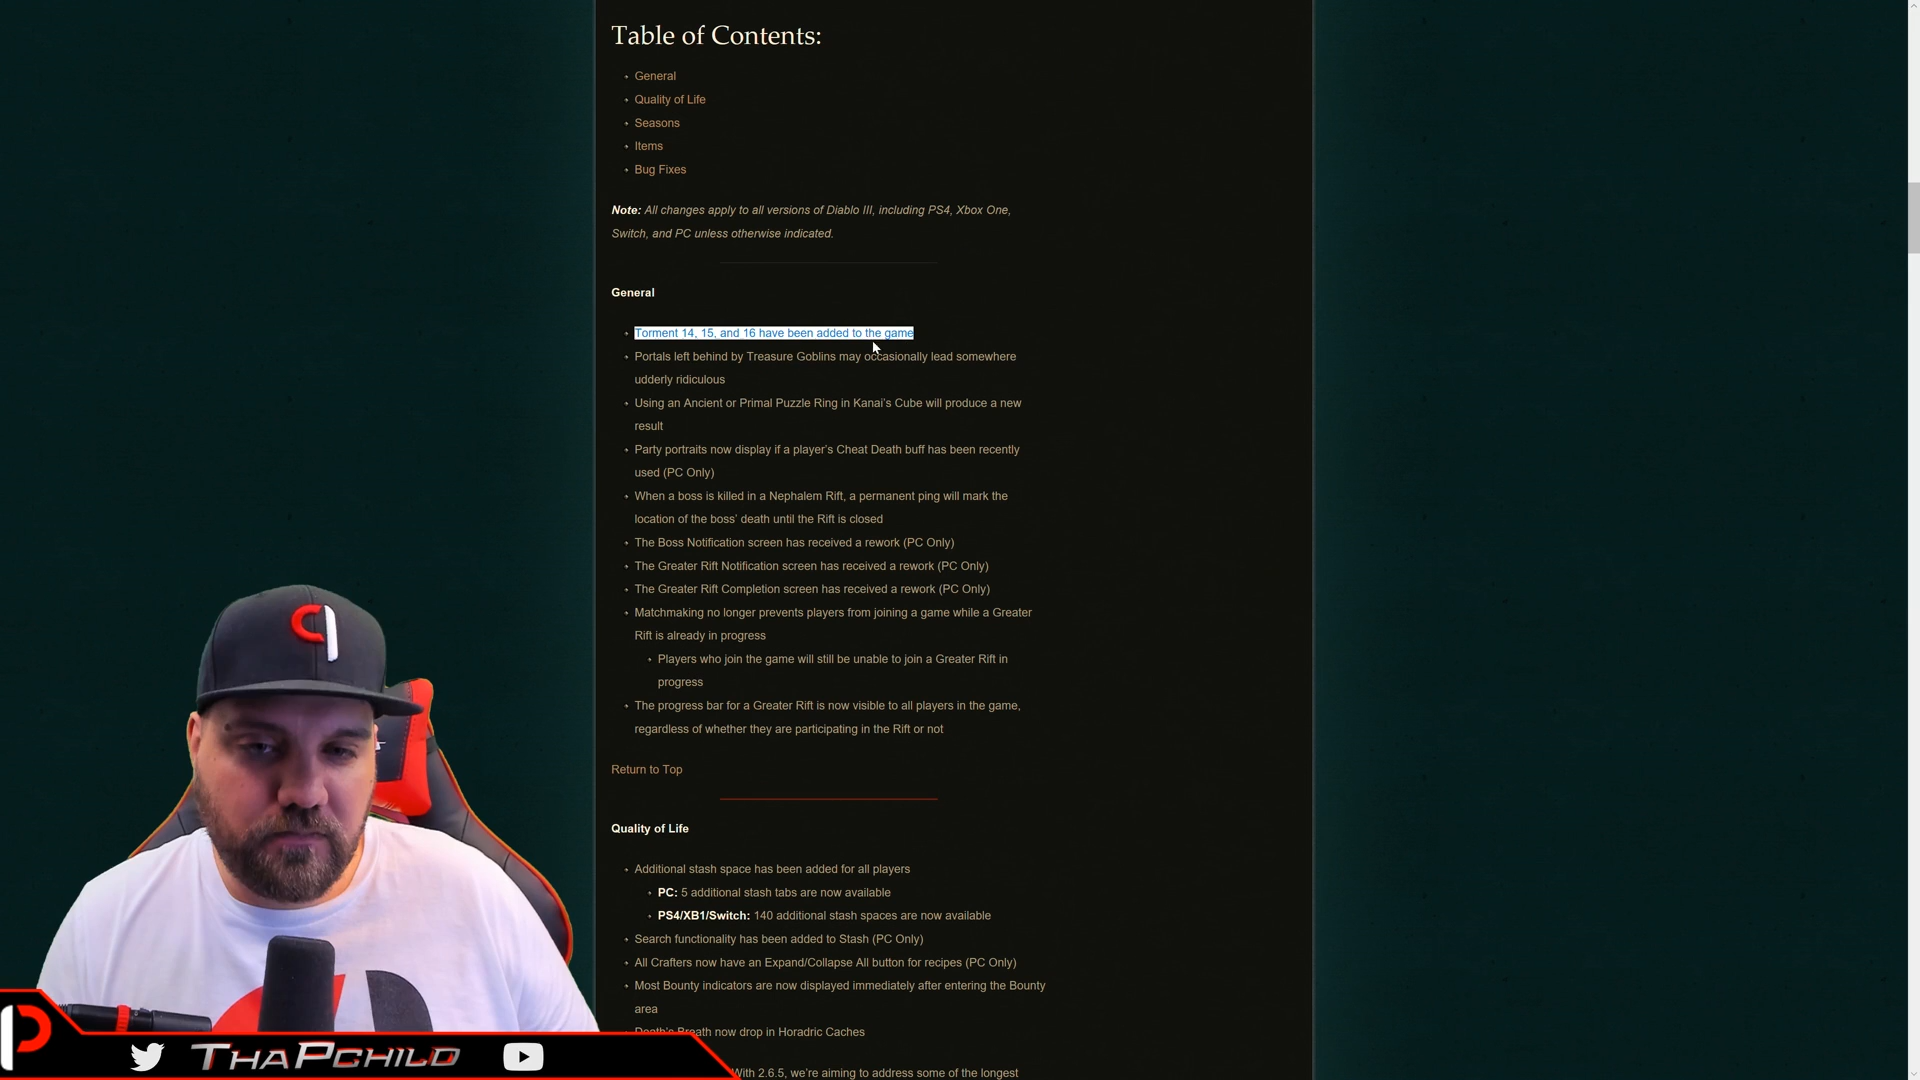 Table of Contents:
General
Quality of Life
Seasons
Items
Bug Fixes
Note: All changes apply to all versions of Diablo III, including PS4, Xbox One,
Switch, and PC unless otherwise indicated.
General
Torment 14, 15, and 16 have been added to the game
Portals left behind by Treasure Goblins may occasionally lead somewhere
udderly ridiculous
Using an Ancient or Primal Puzzle Ring in Kanai’s Cube will produce a new
result
Party portraits now display if a player’s Cheat Death buff has been recently
used (PC Only)
When a boss is killed in a Nephalem Rift, a permanent ping will mark the
location of the boss’ death until the Rift is closed
The Boss Notification screen has received a rework (PC Only)
The Greater Rift Notification screen has received a rework (PC Only)
The Greater Rift Completion screen has received a rework (PC Only)
Matchmaking no longer prevents players from joining a game while a Greater
Rift is already in progress
Players who join the game will still be unable to join a Greater Rift in
progress
The progress bar for a Greater Rift is now visible to all players in the game,
regardless of whether they are participating in the Rift or not
Return to Top
Quality of Life
Additional stash space has been added for all players
PC: 5 additional stash tabs are now available
PS4/XB1/Switch: 140 additional stash spaces are now available
Search functionality has been added to Stash (PC Only)
All Crafters now have an Expand/Collapse All button for recipes (PC Only)
Most Bounty indicators are now displayed immediately after entering the Bounty
area
Death's Breath now drop in Horadric Caches
With 2.6.5, we’re aiming to address some of the longest
THAPCHILD